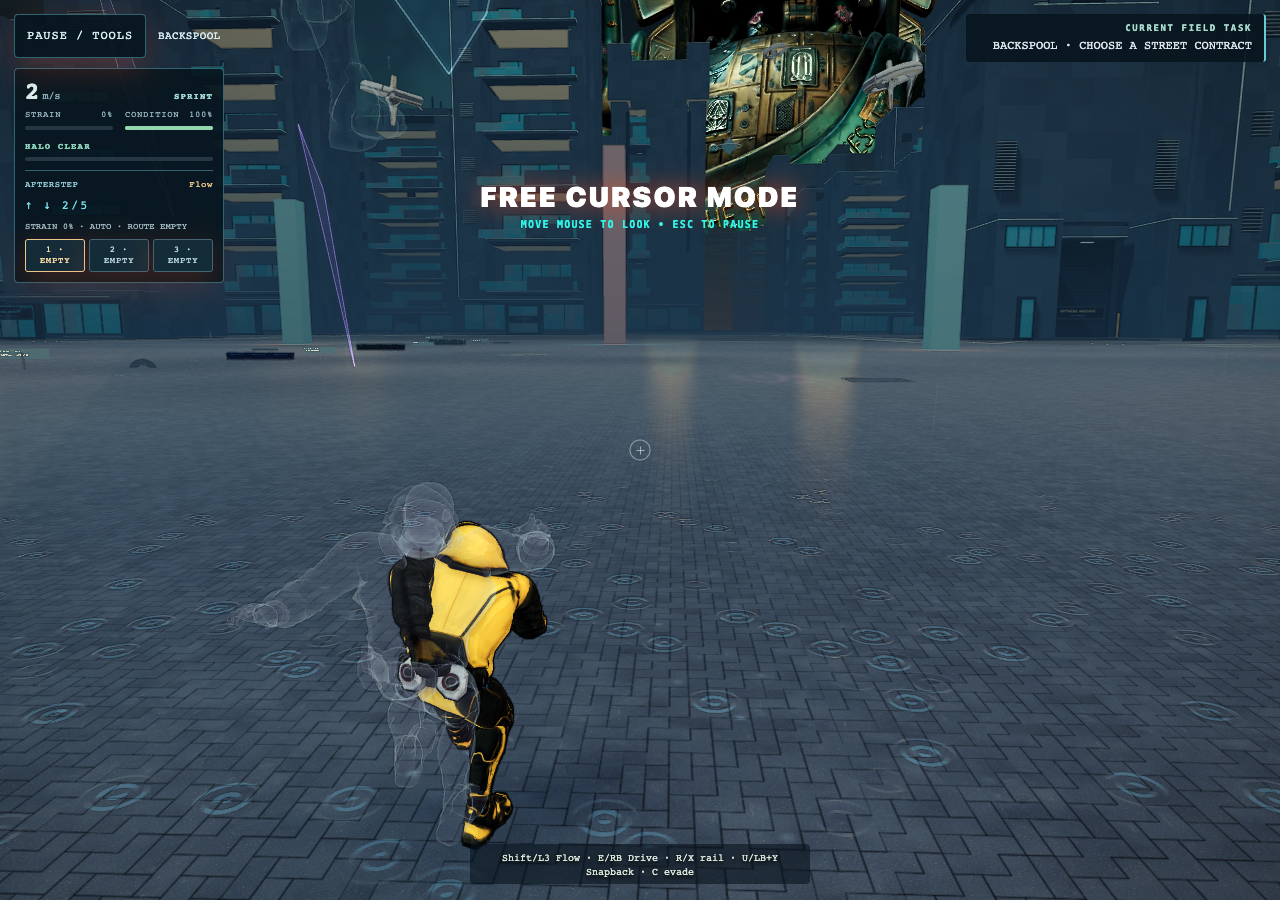 PAUSE / TOOLS
BACKSPOOL
2 m/s
SPRINT
STRAIN 0%
CONDITION 100%
HALO CLEAR
AFTERSTEP
Flow
↑ ↓ 2/5
STRAIN 0% · AUTO · ROUTE EMPTY
1 · EMPTY
2 · EMPTY
3 · EMPTY
CURRENT FIELD TASK
BACKSPOOL · CHOOSE A STREET CONTRACT
FREE CURSOR MODE
MOVE MOUSE TO LOOK • ESC TO PAUSE
Shift/L3 Flow · E/RB Drive · R/X rail · U/LB+Y
Snapback · C evade